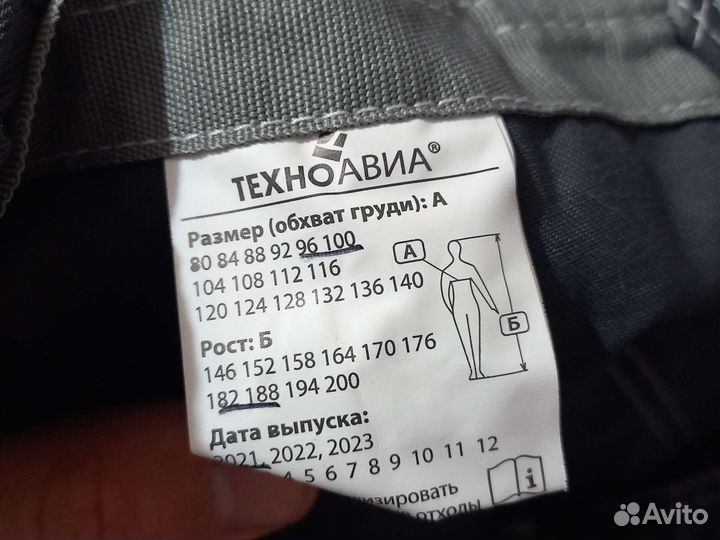 ТЕХНОАВИА®
Размер (обхват груди): А
80 84 88 92 96 100
104 108 112 116
120 124 128 132 136 140
А
Б
Рост: Б
146 152 158 164 170 176
182 188 194 200
Дата выпуска:
2021, 2022, 2023
5 6 7 8 9 10 11 12
i
отходы
Avito